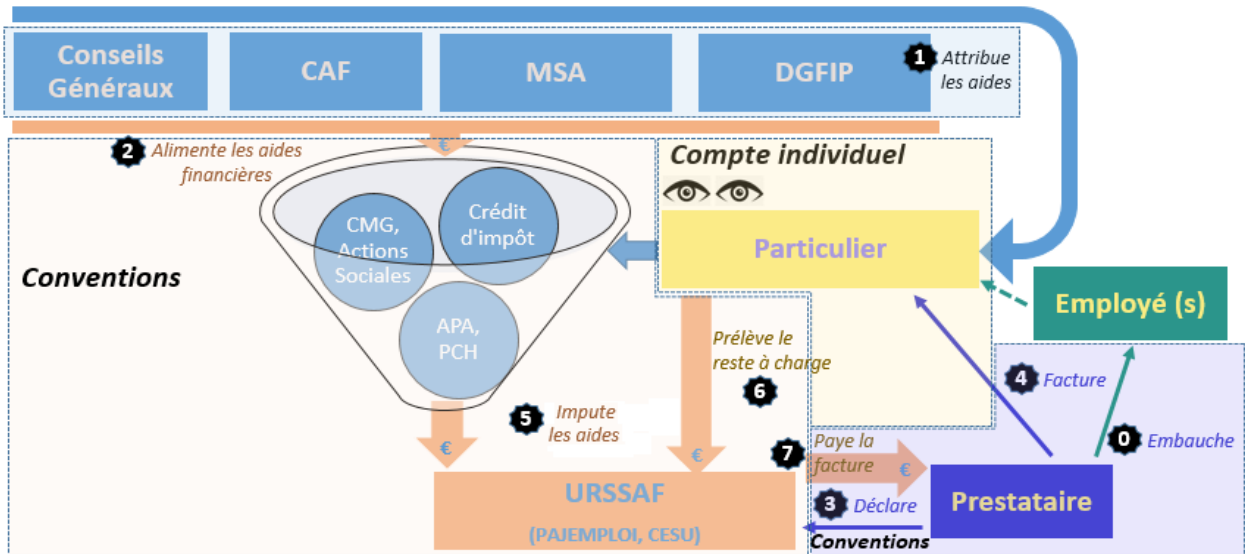 Conseils
Généraux
CAF
MSA
DGFIP
1
Attribue
les aides
2
Alimente les aides
financières
€
Compte individuel
CMG,
Actions
Sociales
Crédit
d'impôt
Particulier
Conventions
APA,
PCH
Employé (s)
Prélève le
reste à charge
6
4
Facture
5
Impute
les aides
0
Embauche
€
€
7
Paye la
facture
€
URSSAF
(PAJEMPLOI, CESU)
3
Déclare
Prestataire
Conventions